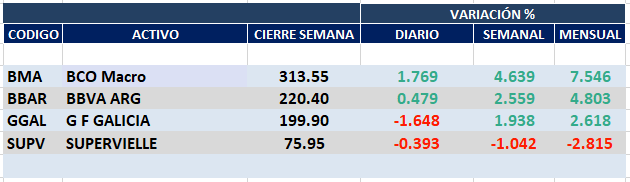 VARIACIÓN %
CODIGO ACTIVO CIERRE SEMANA DIARIO SEMANAL MENSUAL
BMA BCO Macro 313.55 1.769 4.639 7.546
BBAR BBVA ARG 220.40 0.479 2.559 4.803
GGAL G F GALICIA 199.90 -1.648 1.938 2.618
SUPV SUPERVIELLE 75.95 -0.393 -1.042 -2.815